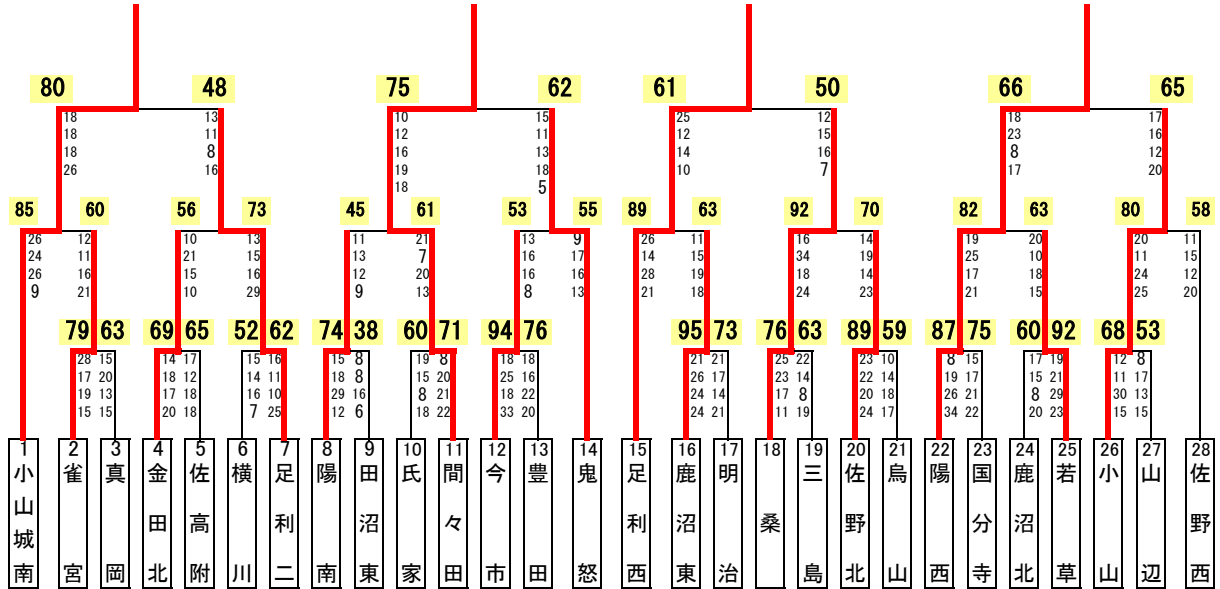 80 48 75 62 61 50 66 65
18 13 10 15 25 12 18 17
18 11 12 11 12 15 23 16
18 8 16 13 14 16 8 12
26 16 19 18 10 7 17 20
18 5
85 60 56 73 45 61 53 55 89 63 92 70 82 63 80 58
26 12 10 13 11 21 13 9 26 11 16 14 19 20 20 11
24 11 21 15 13 7 16 17 14 15 34 19 25 10 11 15
26 16 15 16 12 20 16 16 28 19 18 14 17 18 24 12
9 21 10 29 9 13 8 13 21 18 24 23 21 15 25 20
79 63 69 65 52 62 74 38 60 71 94 76 95 73 76 63 89 59 87 75 60 92 68 53
28 15 14 17 15 16 15 8 19 8 18 18 21 21 25 22 23 10 8 15 17 19 12 8
17 20 18 12 14 11 18 8 15 20 25 16 26 17 23 14 22 14 19 17 15 21 11 17
19 13 17 18 16 10 29 16 8 21 18 22 24 14 17 8 20 18 26 21 8 29 30 13
15 15 20 18 7 25 12 6 18 22 33 20 24 21 11 19 24 17 34 22 20 23 15 15
1 小山城南
2 雀宮
3 真岡
4 金田北
5 佐高附
6 横川
7 足利二
8 陽南
9 田沼東
10 氏家
11 間々田
12 今市
13 豊田
14 鬼怒
15 足利西
16 鹿沼東
17 明治
18 桑
19 三島
20 佐野北
21 烏山
22 陽西
23 国分寺
24 鹿沼北
25 若草
26 小山
27 山辺
28 佐野西